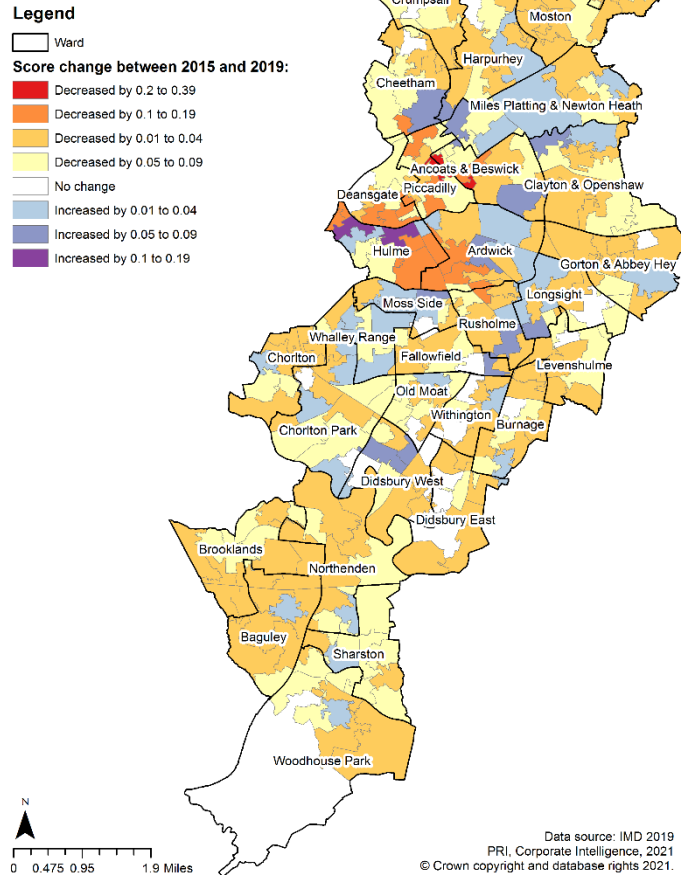 Legend
Ward
Score change between 2015 and 2019:
Decreased by 0.2 to 0.39
Decreased by 0.1 to 0.19
Decreased by 0.01 to 0.04
Decreased by 0.05 to 0.09
No change
Increased by 0.01 to 0.04
Increased by 0.05 to 0.09
Increased by 0.1 to 0.19
Crumpsall
Moston
Harpurhey
Cheetham
Miles Platting & Newton Heath
Ancoats & Beswick
Clayton & Openshaw
Deansgate
Piccadilly
Hulme
Ardwick
Gorton & Abbey Hey
Longsight
Moss Side
Rusholme
Whalley Range
Chorlton
Fallowfield
Levenshulme
Old Moat
Withington
Burnage
Chorlton Park
Didsbury West
Didsbury East
Brooklands
Northenden
Baguley
Sharston
Woodhouse Park
N
0 0.475 0.95 1.9 Miles
Data source: IMD 2019
PRI, Corporate Intelligence, 2021
© Crown copyright and database rights 2021.